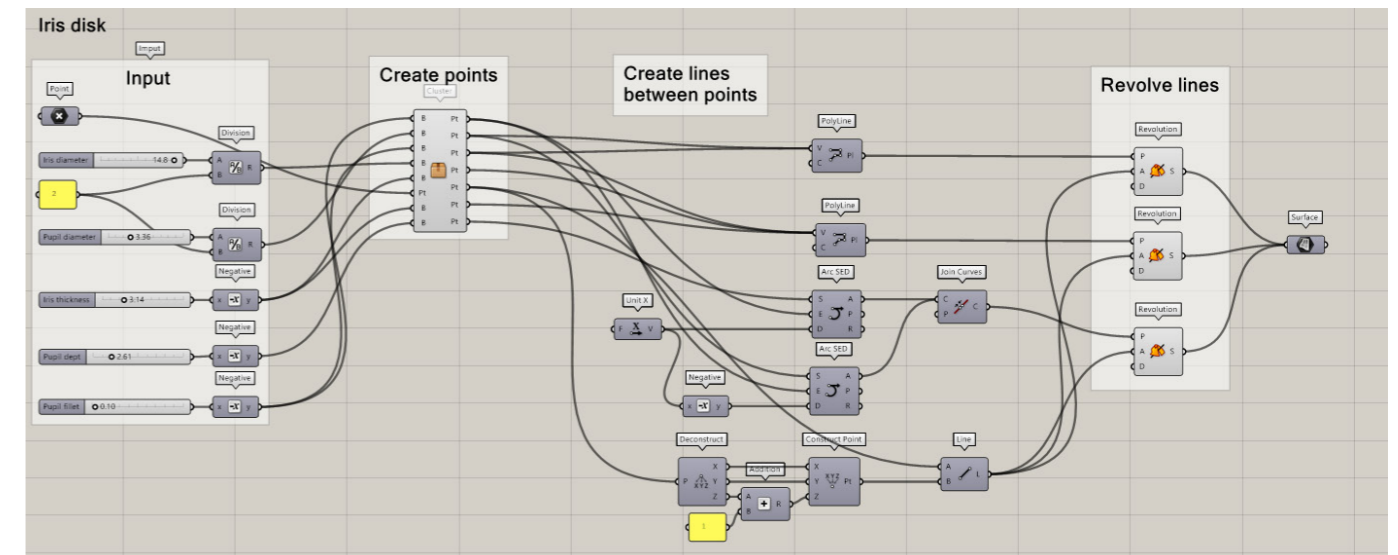 Iris disk
Imput
Input
Point
Division
Iris diameter 14.8
A
B
R
2
Division
Pupil diameter 3.36
A
B
R
Negative
Iris thickness 3.14
x -X y
Negative
Pupil dept 2.61
x -X y
Negative
Pupil fillet 0.10
x -X y
Create points
Cluster
B Pt
B Pt
B Pt
B Pt
B Pt
Pt Pt
B Pt
B
Create lines
between points
PolyLine
V Pl
C
PolyLine
V Pl
C
Unit X
F X V
Arc SED
S A
E P
D R
Join Curves
C C
P
Arc SED
S A
E P
D R
Negative
x -X y
Deconstruct
P XYZ X
Y
Z
Addition
A
B
R
1
Construct Point
X
Y XYZ Pt
Z
Line
A
B
L
Revolve lines
Revolution
P
A S
D
Revolution
P
A S
D
Revolution
P
A S
D
Surface